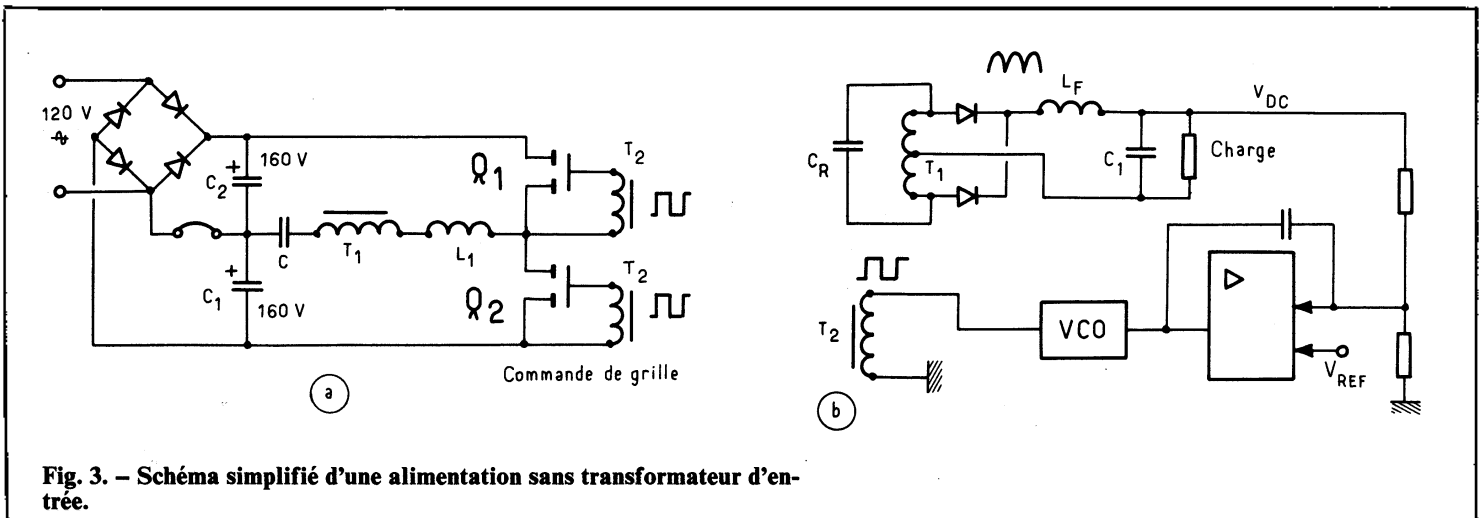 120 V
160 V
C2
+
Q1
T2
C
T1
L1
C1
+
160 V
Q2
T2
Commande de grille
a
LF
VDC
CR
T1
C1
Charge
T2
VCO
VREF
b
Fig. 3. – Schéma simplifié d'une alimentation sans transformateur d'en-
trée.